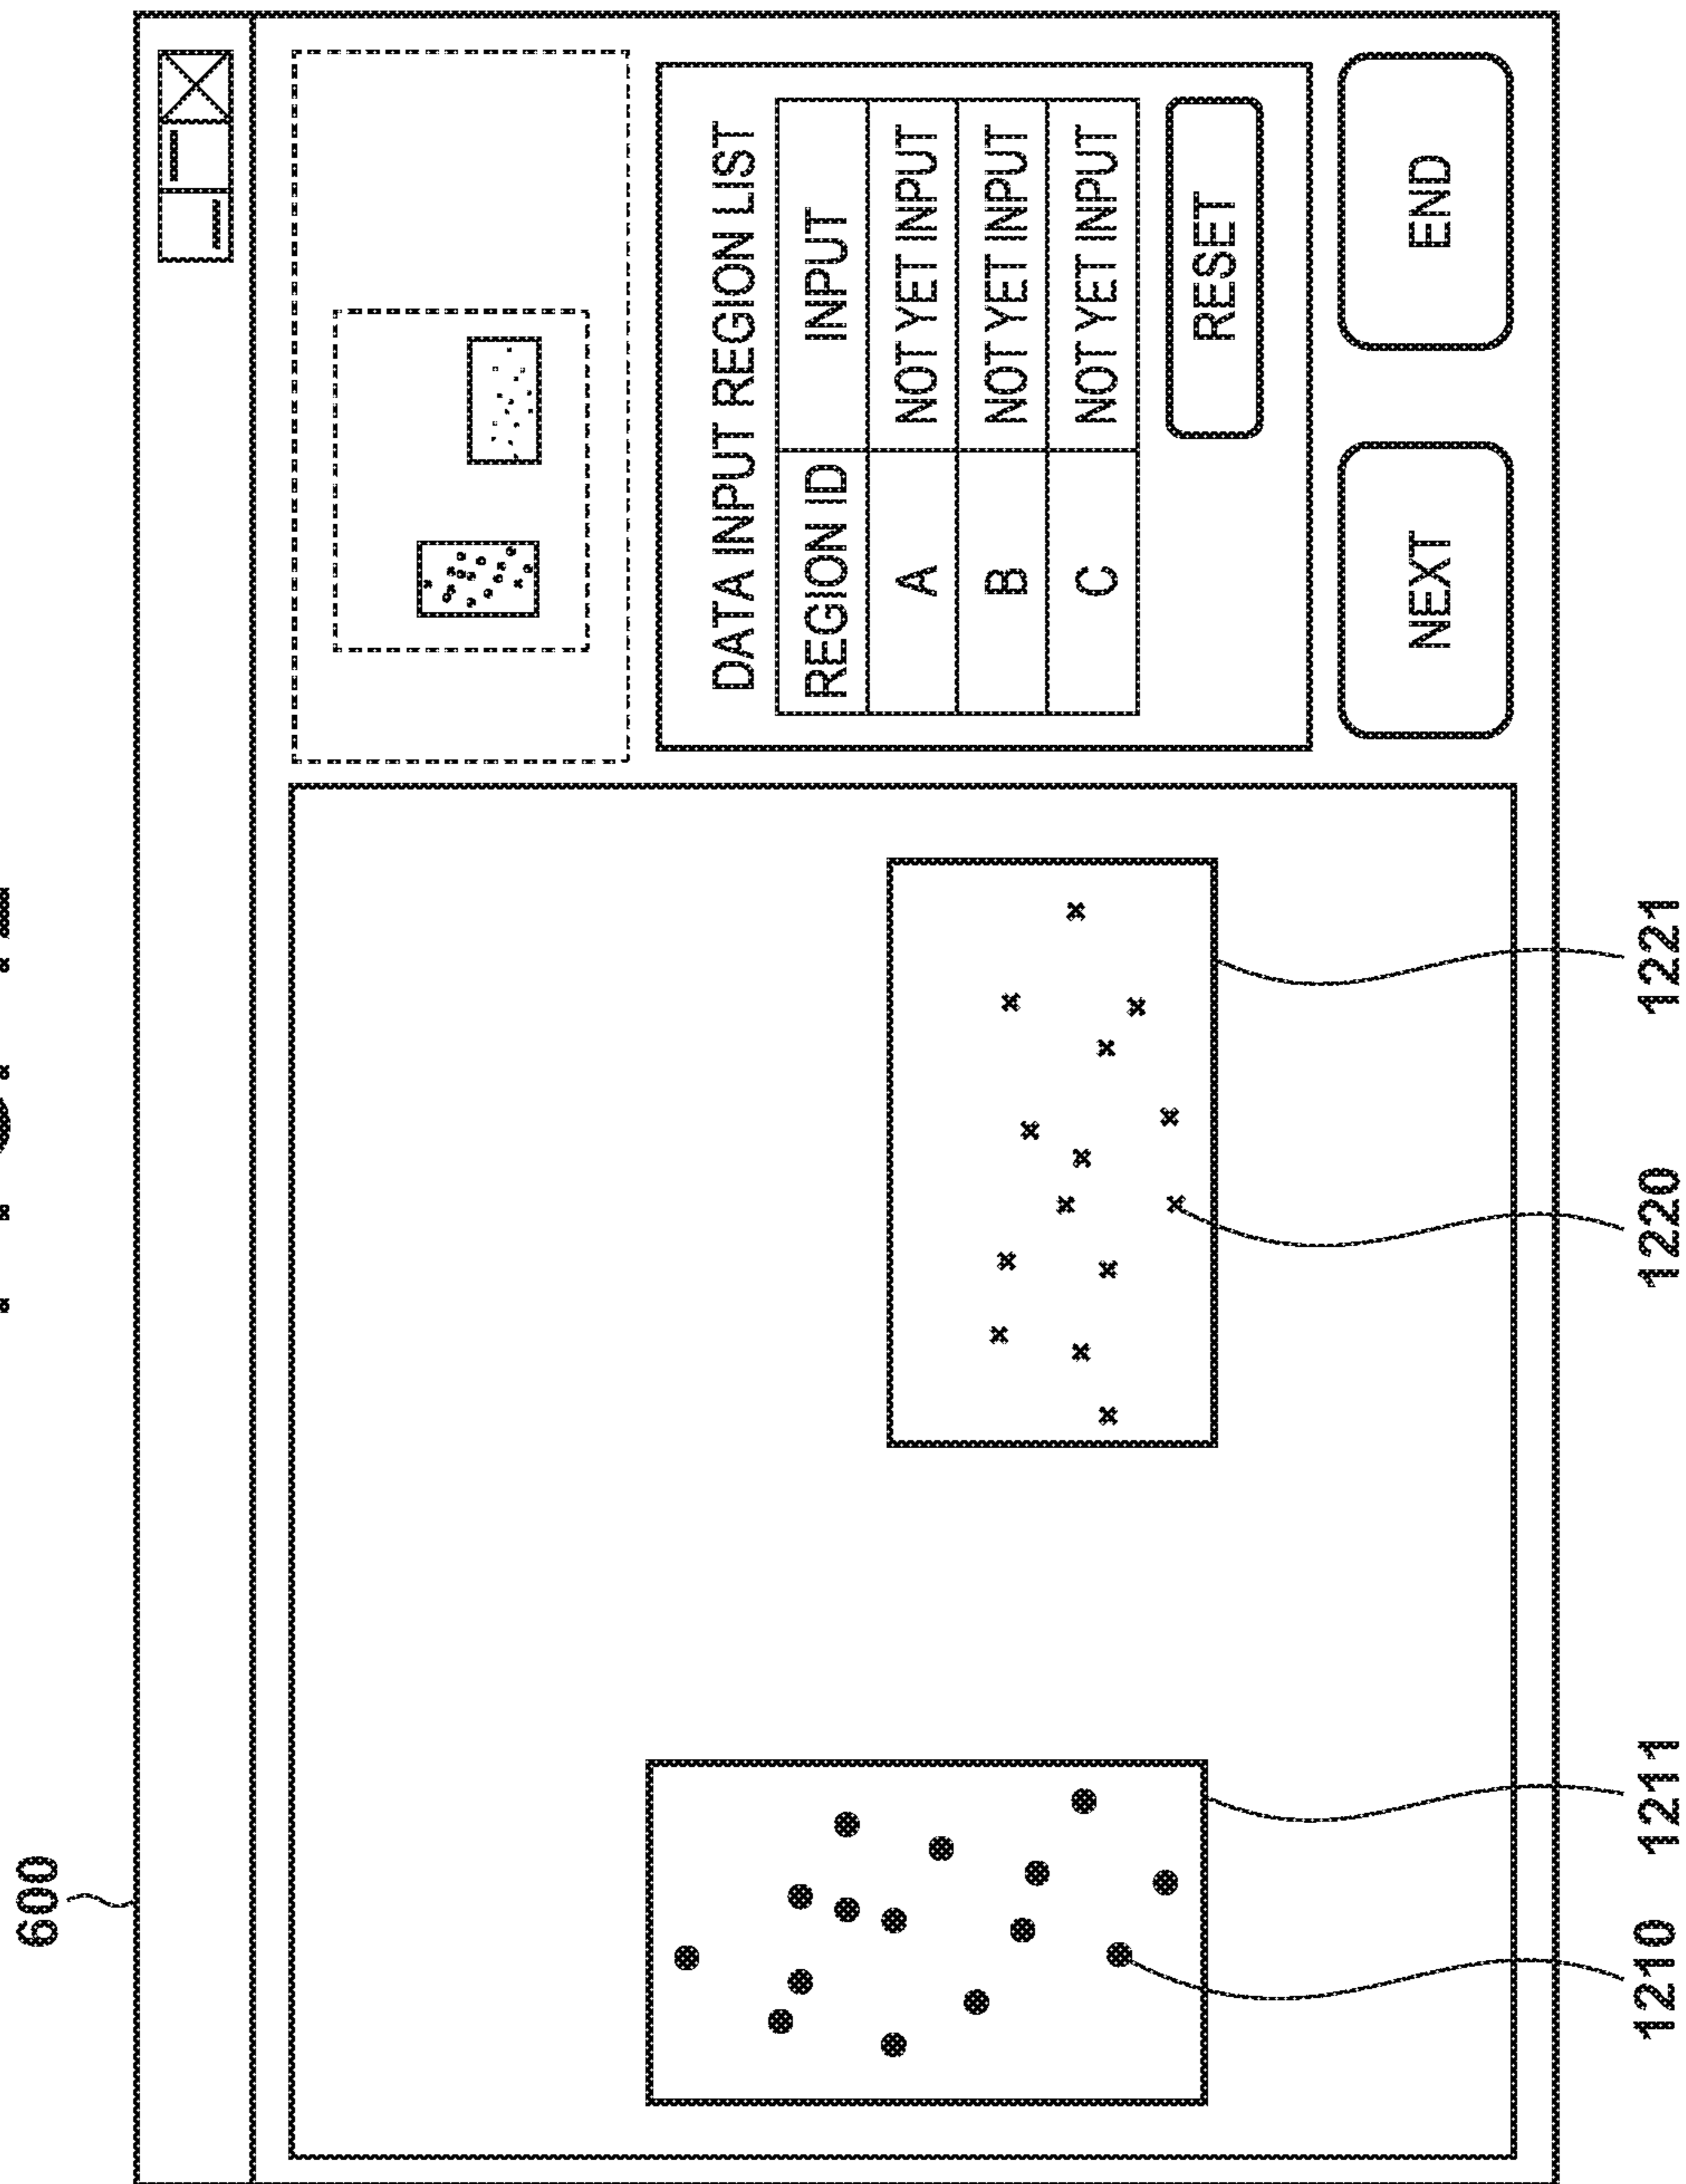 600
DATA INPUT REGION LIST
REGION ID INPUT
A NOT YET INPUT
B NOT YET INPUT
C NOT YET INPUT
RESET
NEXT END
1210 1211 1220 1221